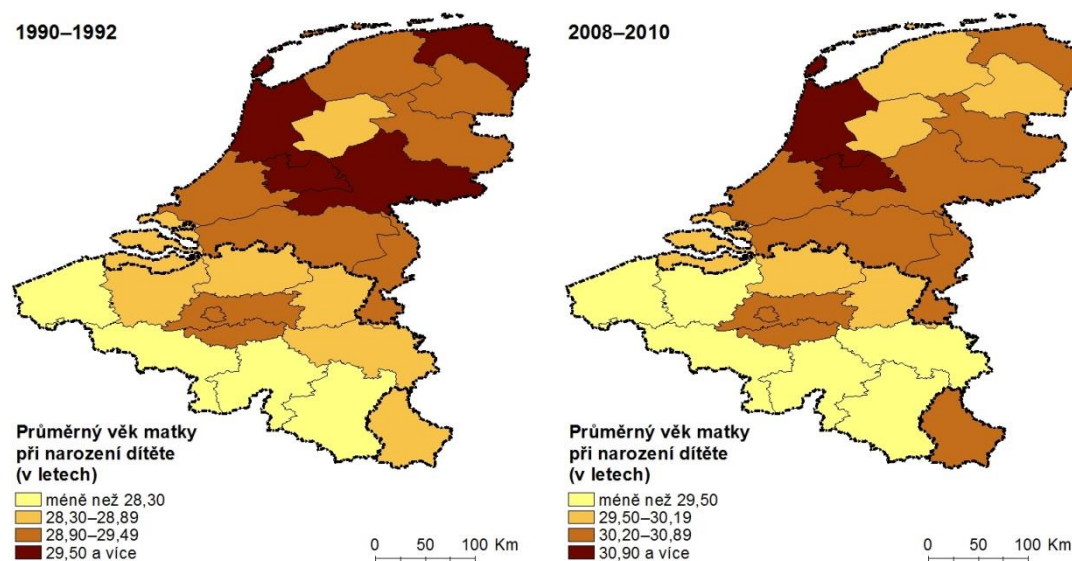 1990–1992
Průměrný věk matky
při narození dítěte
(v letech)
méně než 28,30
28,30–28,89
28,90–29,49
29,50 a více
0 50 100 Km
2008–2010
Průměrný věk matky
při narození dítěte
(v letech)
méně než 29,50
29,50–30,19
30,20–30,89
30,90 a více
0 50 100 Km